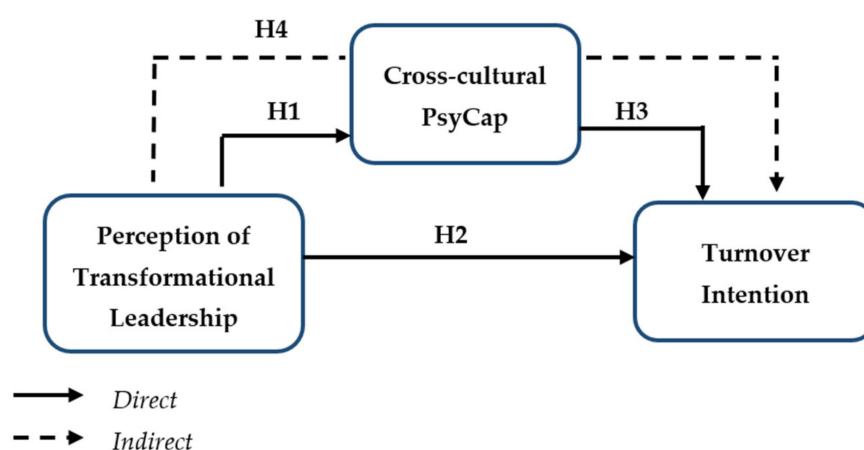 H4
Cross-cultural
PsyCap
H1
H3
Perception of
Transformational
Leadership
H2
Turnover
Intention
Direct
Indirect